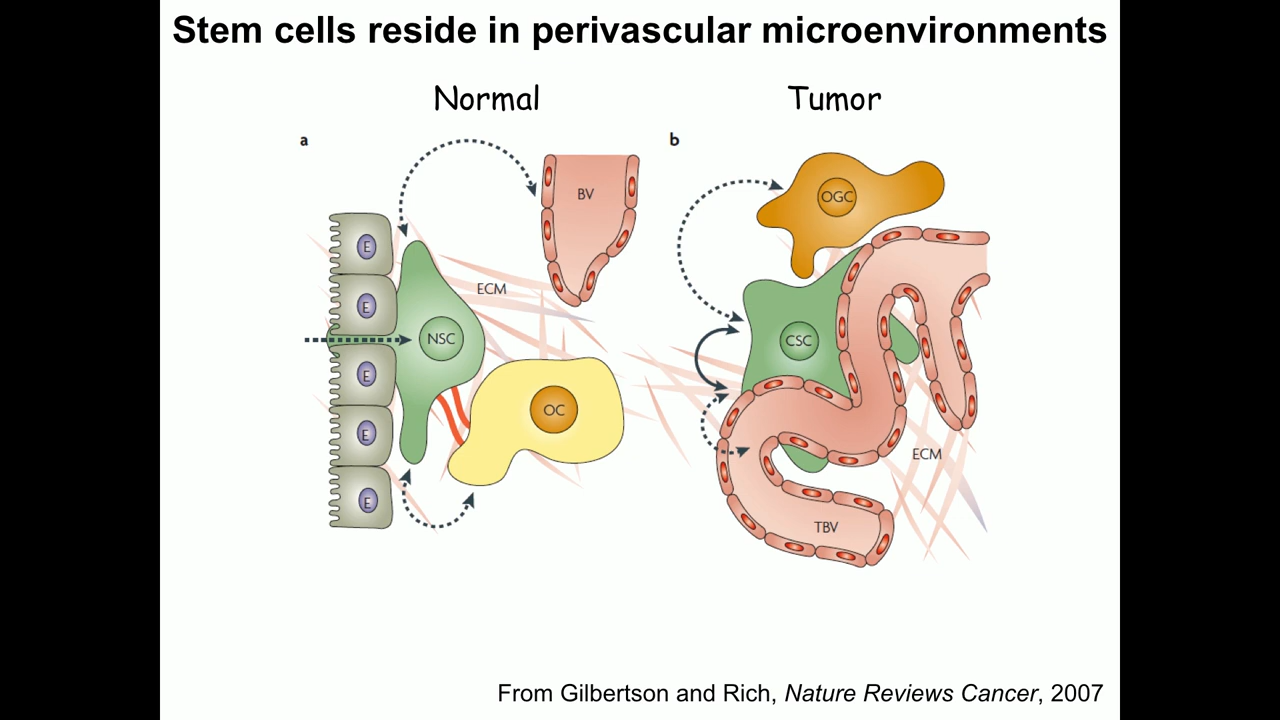 Stem cells reside in perivascular microenvironments
Normal
Tumor
a
b
BV
OGC
E
ECM
E
NSC
CSC
E
OC
E
ECM
E
TBV
From Gilbertson and Rich, Nature Reviews Cancer, 2007